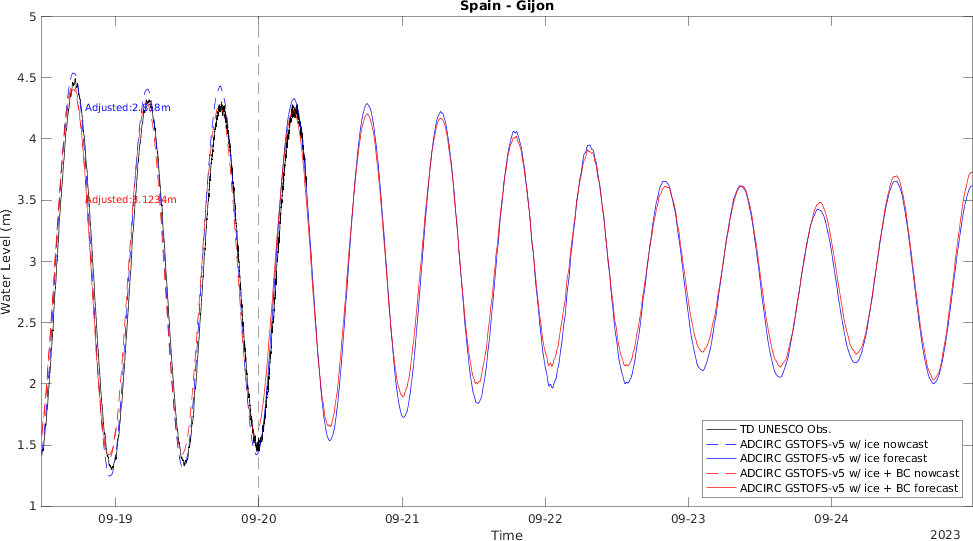 Spain - Gijon
5
4.5
4
3.5
3
2.5
2
1.5
1
Water Level (m)
Adjusted:3.1234m
09-19
09-20
09-21
09-22
09-23
09-24
Time
2023
TD UNESCO Obs.
ADCIRC GSTOFS-v5 w/ ice nowcast
ADCIRC GSTOFS-v5 w/ ice forecast
ADCIRC GSTOFS-v5 w/ ice + BC nowcast
ADCIRC GSTOFS-v5 w/ ice + BC forecast